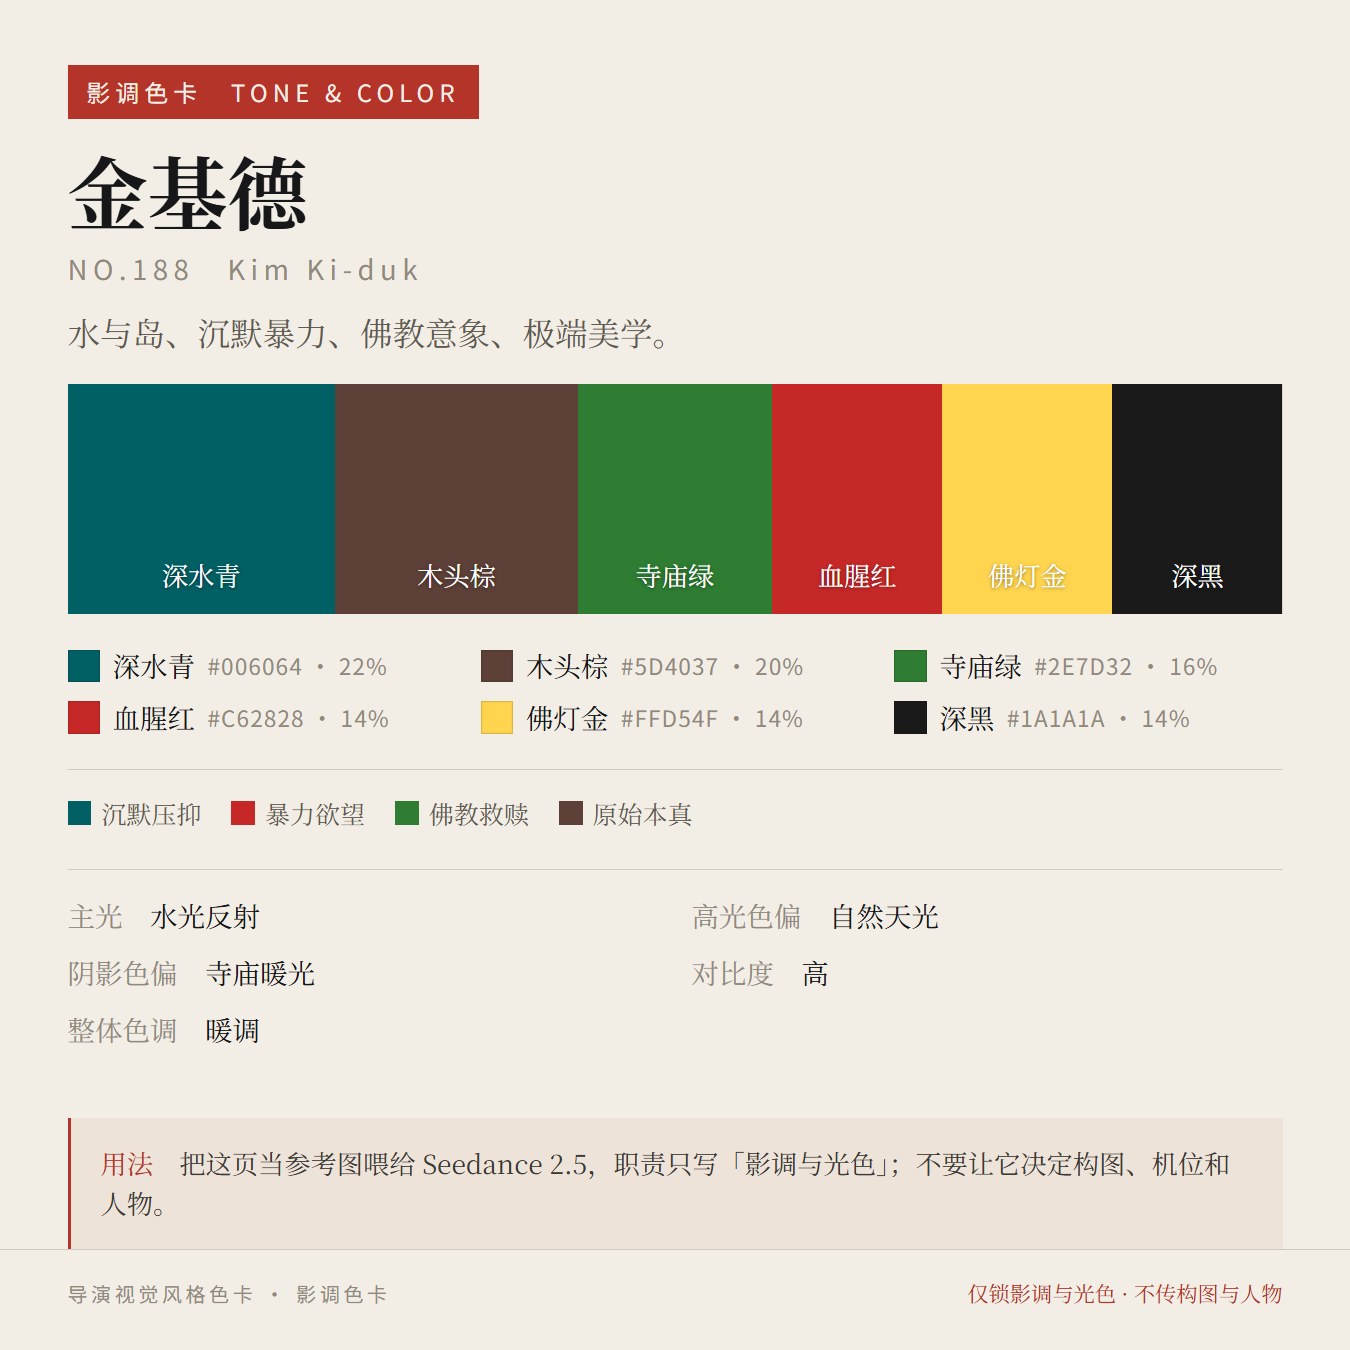 影调色卡 TONE & COLOR
金基德
NO.188 Kim Ki-duk
水与岛、沉默暴力、佛教意象、极端美学。
深水青 木头棕 寺庙绿 血腥红 佛灯金 深黑
深水青 #006064 · 22% 木头棕 #5D4037 · 20% 寺庙绿 #2E7D32 · 16%
血腥红 #C62828 · 14% 佛灯金 #FFD54F · 14% 深黑 #1A1A1A · 14%
沉默压抑 暴力欲望 佛教救赎 原始本真
主光 水光反射 高光色偏 自然天光
阴影色偏 寺庙暖光 对比度 高
整体色调 暖调
用法 把这页当参考图喂给 Seedance 2.5，职责只写「影调与光色」；不要让它决定构图、机位和
人物。
导演视觉风格色卡 · 影调色卡 仅锁影调与光色 · 不传构图与人物